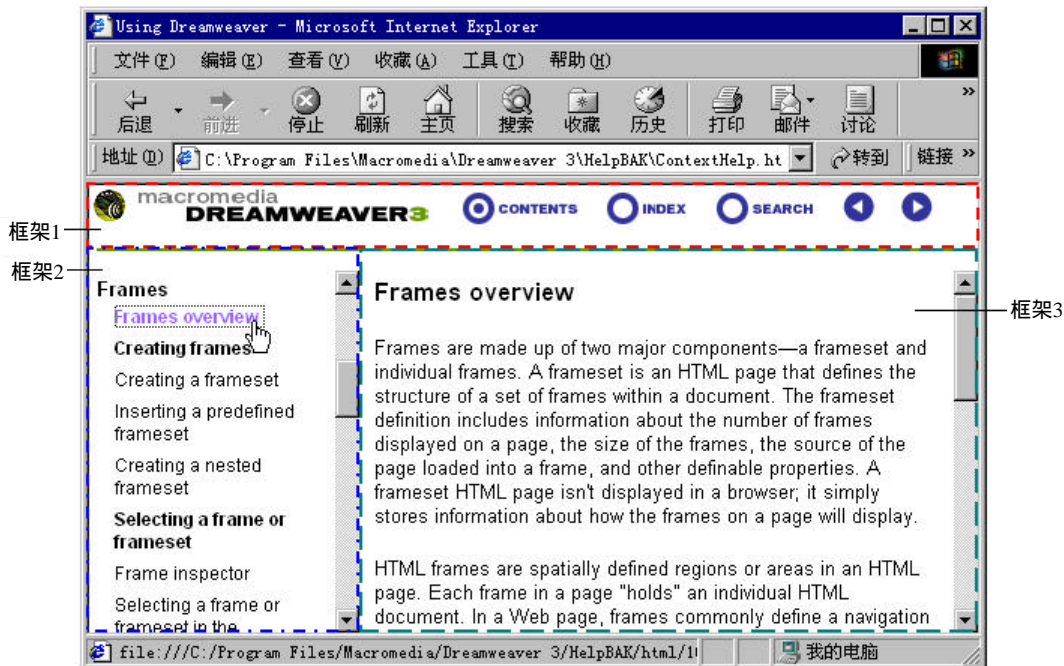 Using Dreamweaver - Microsoft Internet Explorer
文件(F) 编辑(E) 查看(V) 收藏(A) 工具(T) 帮助(H)
后退 前进 停止 刷新 主页 搜索 收藏 历史 打印 邮件 讨论 »
地址(D) C:\Program Files\Macromedia\Dreamweaver 3\HelpBAK\ContextHelp.ht 转到 链接 »
macromedia
DREAMWEAVER3 CONTENTS INDEX SEARCH
框架1
框架2
Frames
Frames overview
Creating frames
Creating a frameset
Inserting a predefined
frameset
Creating a nested
frameset
Selecting a frame or
frameset
Frame inspector
Selecting a frame or
frameset in the
Frames overview
框架3
Frames are made up of two major components—a frameset and
individual frames. A frameset is an HTML page that defines the
structure of a set of frames within a document. The frameset
definition includes information about the number of frames
displayed on a page, the size of the frames, the source of the
page loaded into a frame, and other definable properties. A
frameset HTML page isn't displayed in a browser; it simply
stores information about how the frames on a page will display.
HTML frames are spatially defined regions or areas in an HTML
page. Each frame in a page "holds" an individual HTML
document. In a Web page, frames commonly define a navigation
file:///C:/Program Files/Macromedia/Dreamweaver 3/HelpBAK/html/1 我的电脑